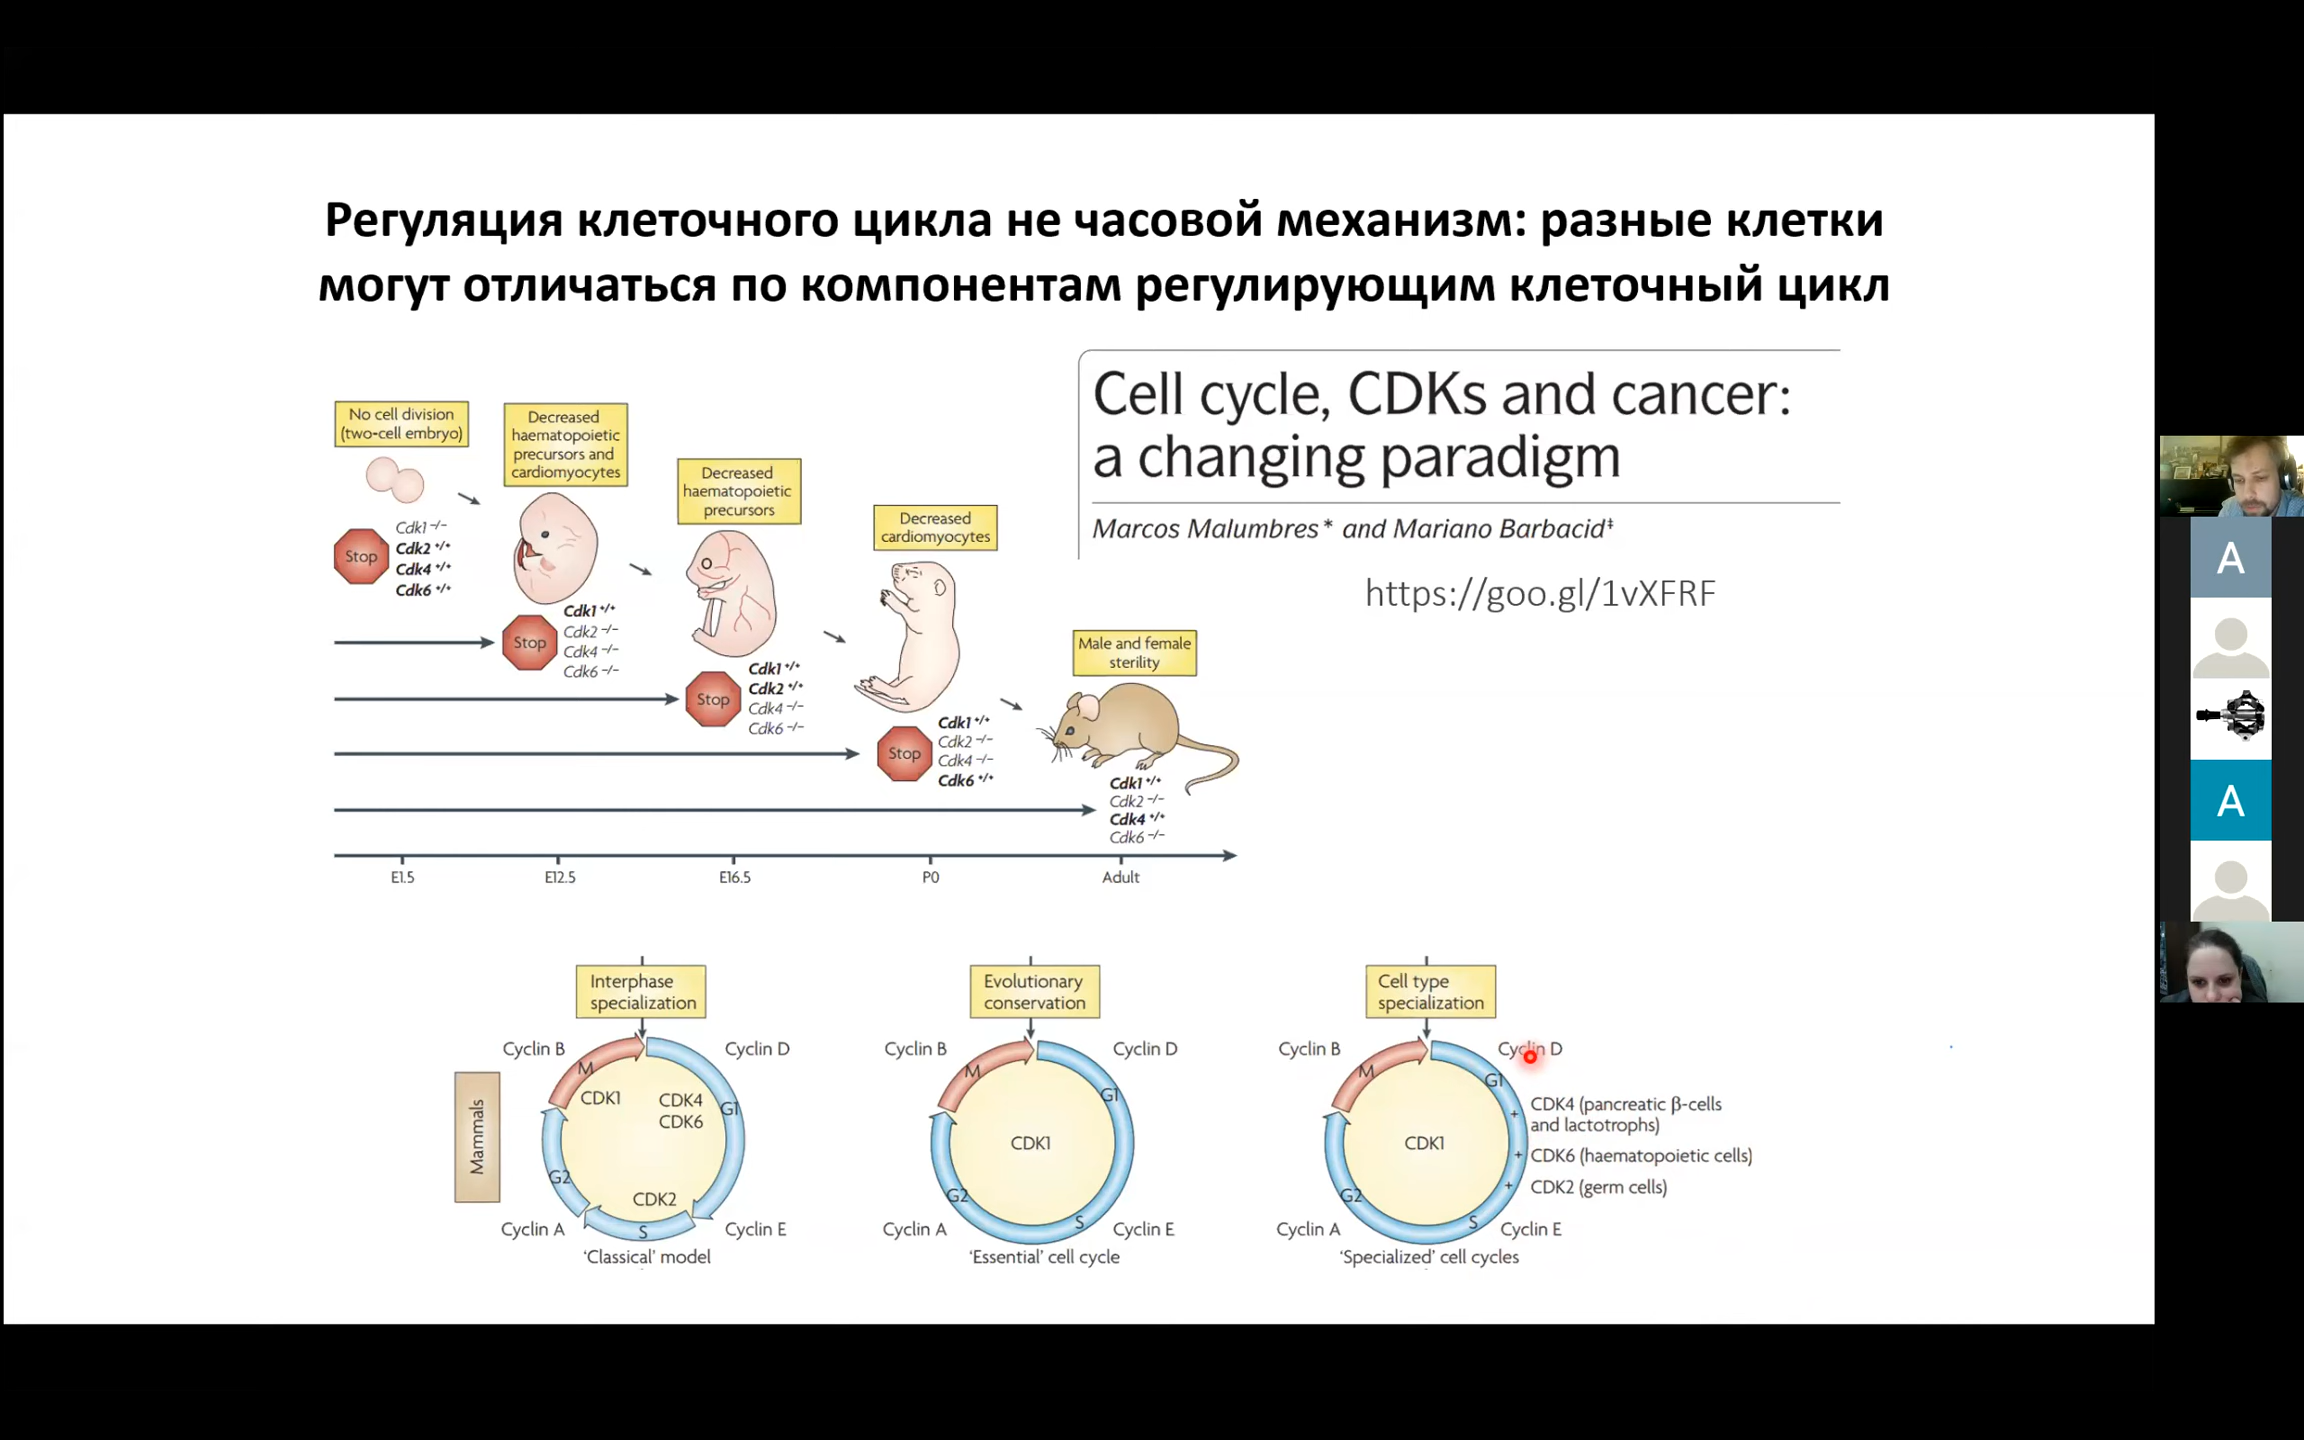 Регуляция клеточного цикла не часовой механизм: разные клетки
могут отличаться по компонентам регулирующим клеточный цикл
Cell cycle, CDKs and cancer:
a changing paradigm
Marcos Malumbres* and Mariano Barbacid‡
https://goo.gl/1vXFRF
No cell division
(two-cell embryo)
Stop
Cdk1 −/−
Cdk2 +/+
Cdk4 +/+
Cdk6 +/+
Decreased
haematopoietic
precursors and
cardiomyocytes
Stop
Cdk1 +/+
Cdk2 −/−
Cdk4 −/−
Cdk6 −/−
Decreased
haematopoietic
precursors
Stop
Cdk1 +/+
Cdk2 +/+
Cdk4 −/−
Cdk6 −/−
Decreased
cardiomyocytes
Stop
Cdk1 +/+
Cdk2 −/−
Cdk4 −/−
Cdk6 +/+
Male and female
sterility
Cdk1 +/+
Cdk2 −/−
Cdk4 +/+
Cdk6 −/−
E1.5
E12.5
E16.5
P0
Adult
Mammals
Interphase
specialization
Cyclin B
Cyclin D
M
CDK1
CDK4
CDK6
G1
G2
CDK2
S
Cyclin A
Cyclin E
‘Classical’ model
Evolutionary
conservation
Cyclin B
Cyclin D
M
G1
CDK1
G2
S
Cyclin A
Cyclin E
‘Essential’ cell cycle
Cell type
specialization
Cyclin B
Cyclin D
M
G1
+ CDK4 (pancreatic β-cells
and lactotrophs)
CDK1
+ CDK6 (haematopoietic cells)
+ CDK2 (germ cells)
G2
S
Cyclin A
Cyclin E
‘Specialized’ cell cycles
A
A